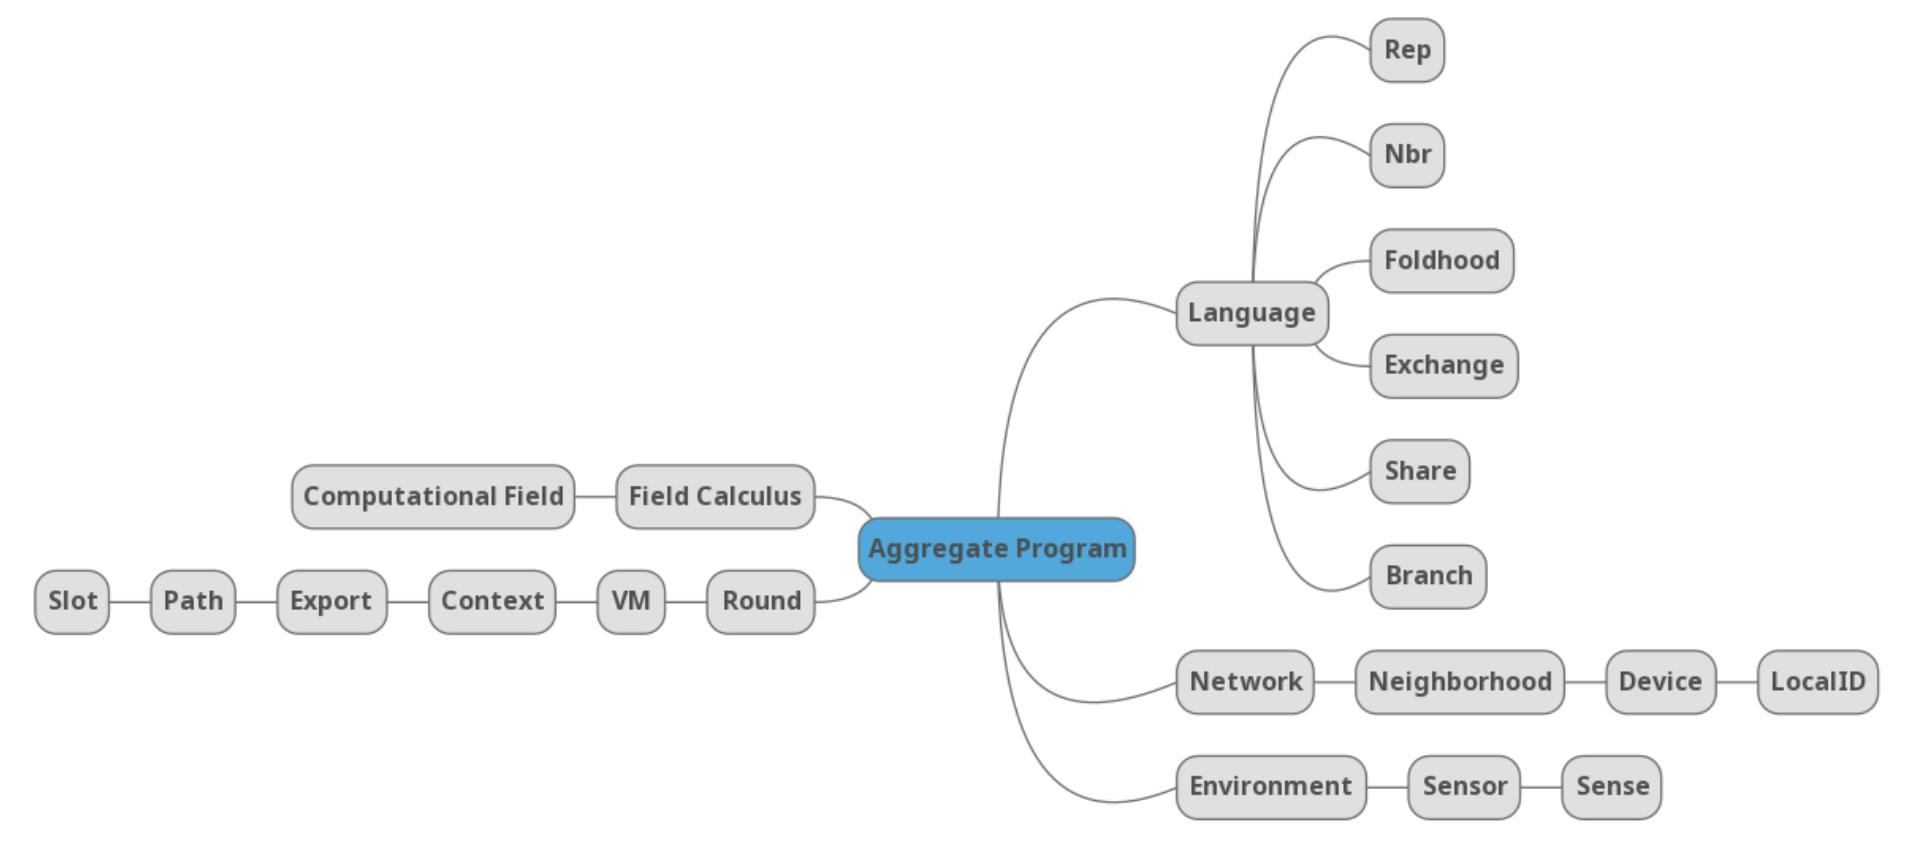 Rep
Nbr
Foldhood
Language
Exchange
Share
Computational Field
Field Calculus
Aggregate Program
Branch
Slot
Path
Export
Context
VM
Round
Network
Neighborhood
Device
LocalID
Environment
Sensor
Sense